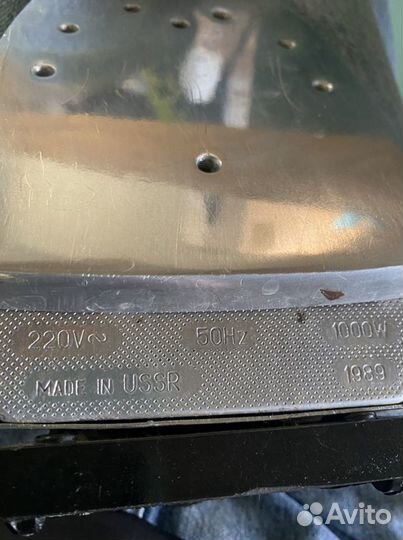 220V~ 50Hz 1000W
MADE IN USSR 1989
Avito